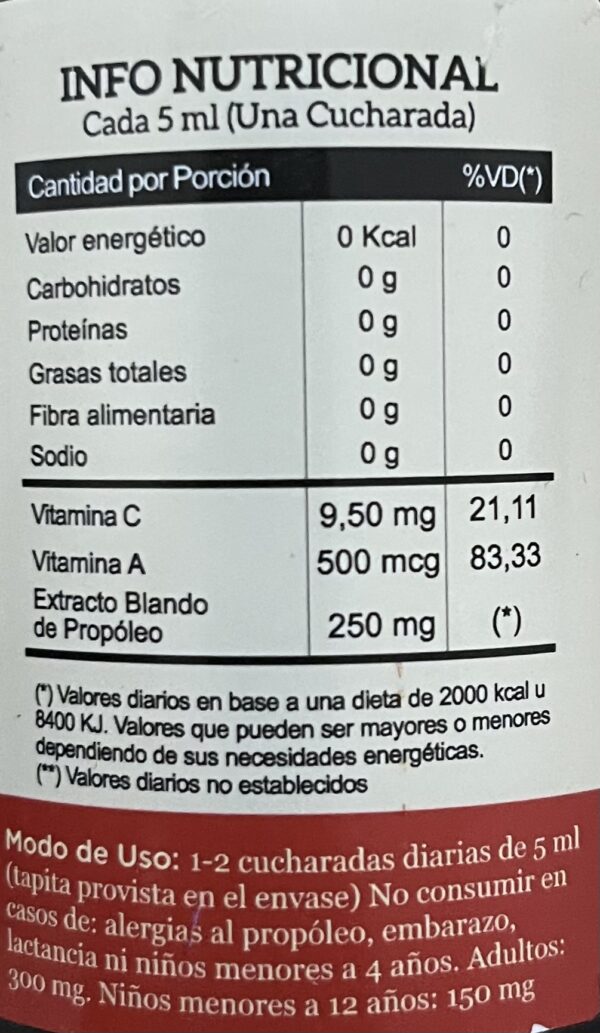 INFO NUTRICIONAL
Cada 5 ml (Una Cucharada)
Cantidad por Porción %VD(*)
Valor energético 0 Kcal 0
Carbohidratos 0 g 0
Proteínas 0 g 0
Grasas totales 0 g 0
Fibra alimentaria 0 g 0
Sodio 0 g 0
Vitamina C 9,50 mg 21,11
Vitamina A 500 mcg 83,33
Extracto Blando
de Propóleo 250 mg (*)
(*) Valores diarios en base a una dieta de 2000 kcal u
8400 KJ. Valores que pueden ser mayores o menores
dependiendo de sus necesidades energéticas.
(**) Valores diarios no establecidos
Modo de Uso: 1-2 cucharadas diarias de 5 ml
(tapita provista en el envase) No consumir en
casos de: alergias al propóleo, embarazo,
lactancia ni niños menores a 4 años. Adultos:
300 mg. Niños menores a 12 años: 150 mg